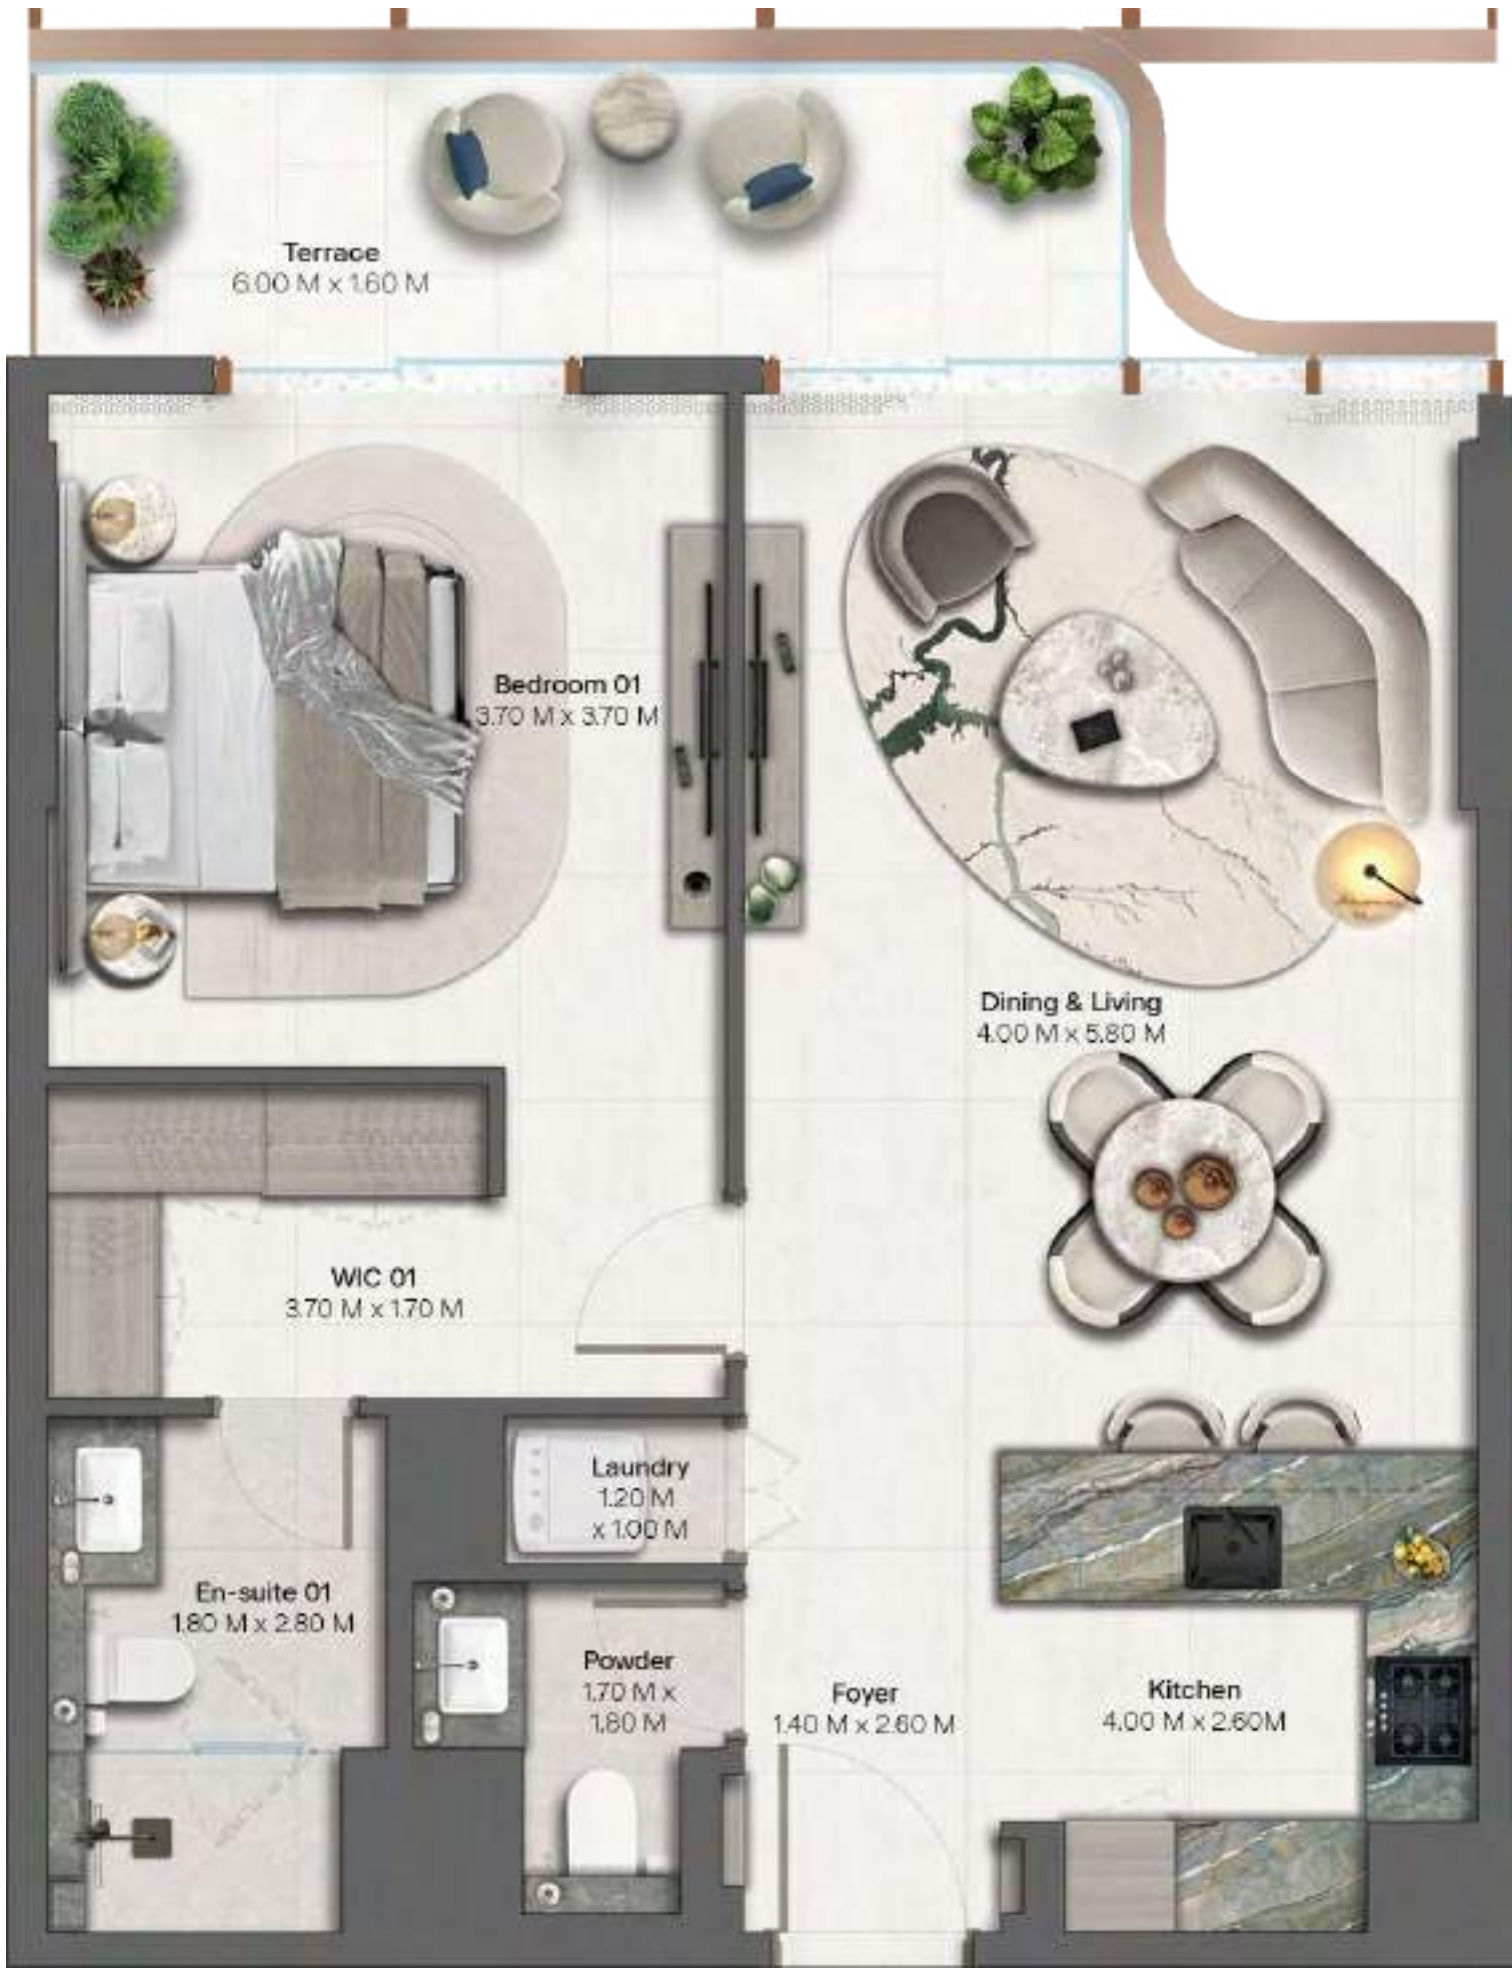 Terrace
6.00 M x 1.60 M
Bedroom 01
3.70 M x 3.70 M
Dining & Living
4.00 M x 5.80 M
WIC 01
3.70 M x 1.70 M
Laundry
1.20 M
x 1.00 M
En-suite 01
1.80 M x 2.80 M
Powder
1.70 M x
1.80 M
Foyer
1.40 M x 2.60 M
Kitchen
4.00 M x 2.60M